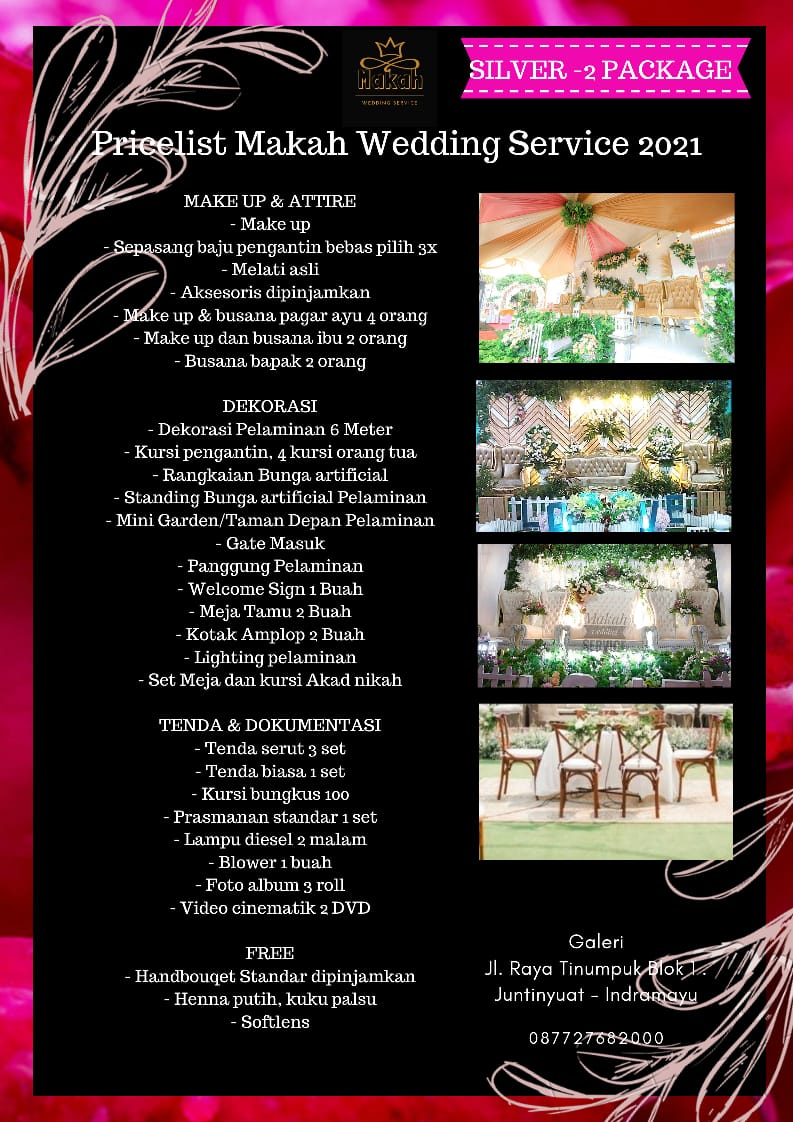 Makah
WEDDING SERVICE
SILVER -2 PACKAGE
Pricelist Makah Wedding Service 2021
MAKE UP & ATTIRE
- Make up
- Sepasang baju pengantin bebas pilih 3x
- Melati asli
- Aksesoris dipinjamkan
- Make up & busana pagar ayu 4 orang
- Make up dan busana ibu 2 orang
- Busana bapak 2 orang
DEKORASI
- Dekorasi Pelaminan 6 Meter
- Kursi pengantin, 4 kursi orang tua
- Rangkaian Bunga artificial
- Standing Bunga artificial Pelaminan
- Mini Garden/Taman Depan Pelaminan
- Gate Masuk
- Panggung Pelaminan
- Welcome Sign 1 Buah
- Meja Tamu 2 Buah
- Kotak Amplop 2 Buah
- Lighting pelaminan
- Set Meja dan kursi Akad nikah
TENDA & DOKUMENTASI
- Tenda serut 3 set
- Tenda biasa 1 set
- Kursi bungkus 100
- Prasmanan standar 1 set
- Lampu diesel 2 malam
- Blower 1 buah
- Foto album 3 roll
- Video cinematik 2 DVD
FREE
- Handbouqet Standar dipinjamkan
- Henna putih, kuku palsu
- Softlens
LOVE
Makah
wedding
SERVICE
Galeri
Jl. Raya Tinumpuk Blok I .
Juntinyuat - Indramayu
087727682000